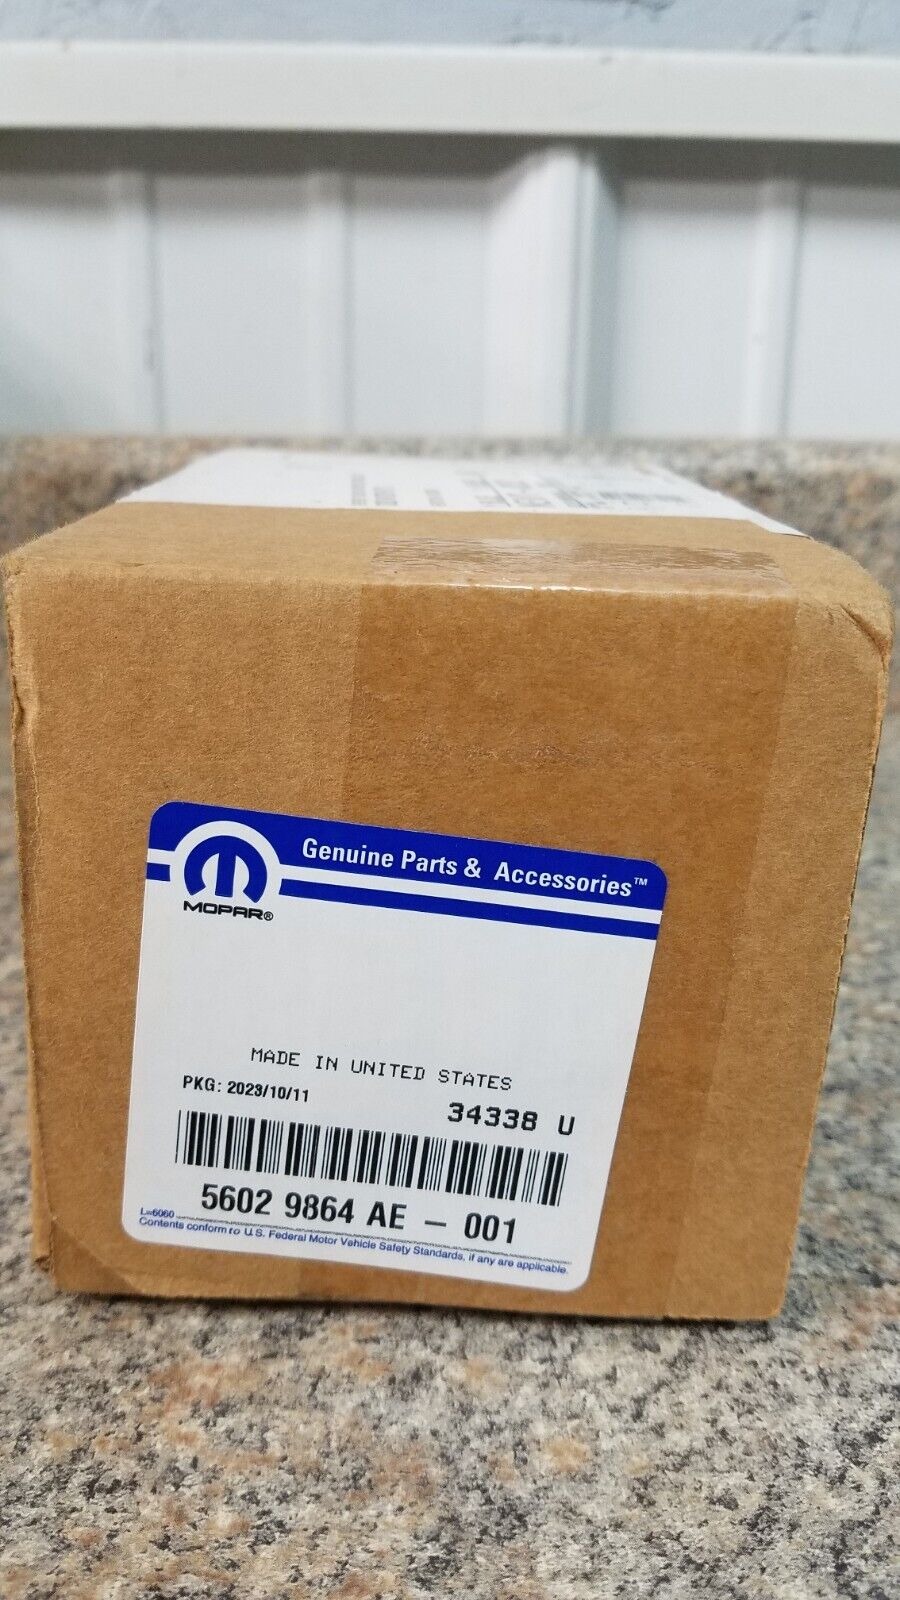 Genuine Parts & Accessories™
MOPAR®
MADE IN UNITED STATES
PKG: 2023/10/11
34338 U
5602 9864 AE - 001
L=6060
Contents conform to U.S. Federal Motor Vehicle Safety Standards, if any are applicable.